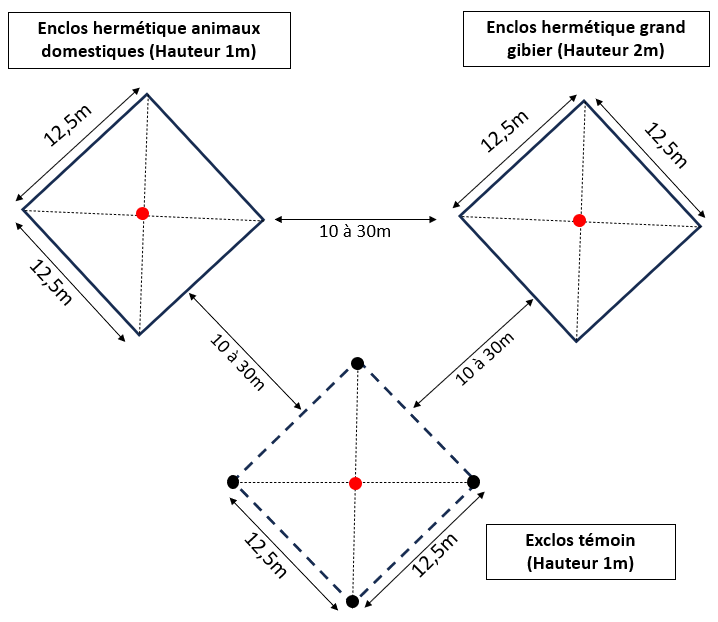 Enclos hermétique animaux
domestiques (Hauteur 1m)
Enclos hermétique grand
gibier (Hauteur 2m)
12,5m
12,5m
12,5m
12,5m
10 à 30m
10 à 30m
10 à 30m
12,5m
12,5m
Exclos témoin
(Hauteur 1m)